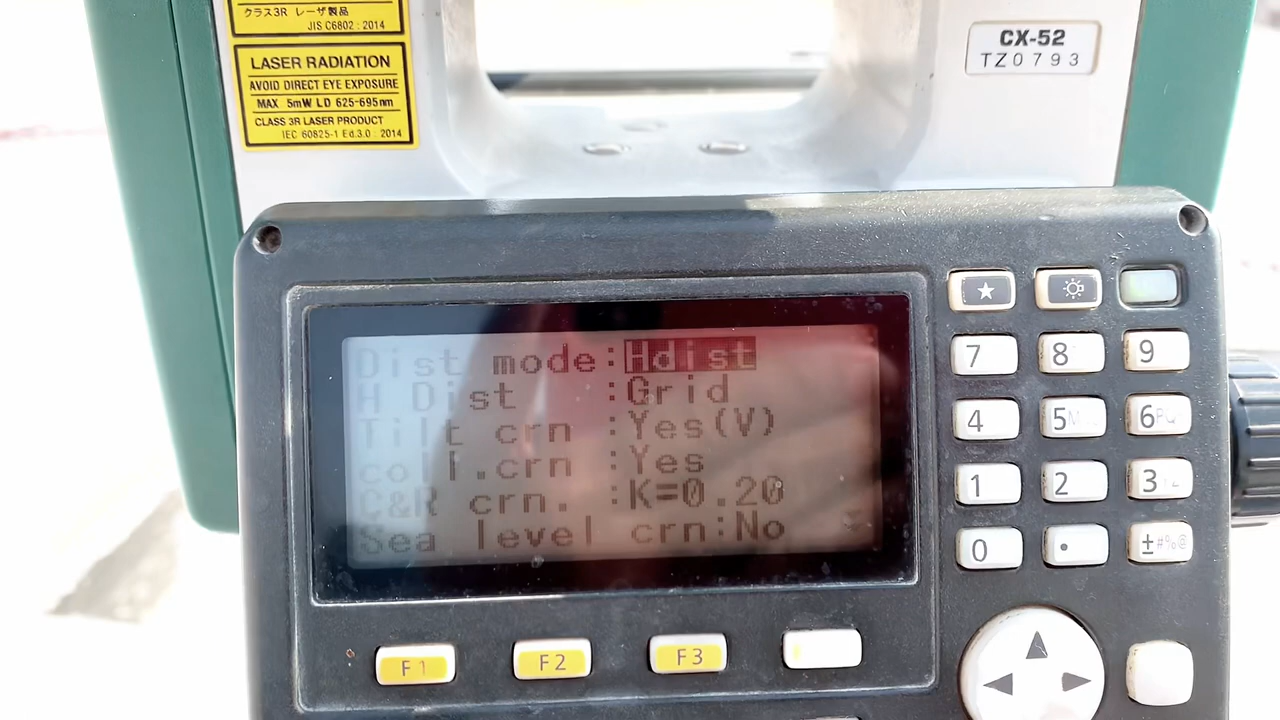 クラス3R レーザ製品
JIS C6802 : 2014
LASER RADIATION
AVOID DIRECT EYE EXPOSURE
MAX 5mW LD 625-695nm
CLASS 3R LASER PRODUCT
IEC 60825-1 Ed.3.0 : 2014
CX-52
TZ0793
Dist mode:Hdist
H Dist :Grid
Tilt crn :Yes(V)
coll.crn :Yes
C&R crn. :K=0.20
Sea level crn:No
7 8 9
4 5 6
1 2 3
0 . ±#%@
F1 F2 F3